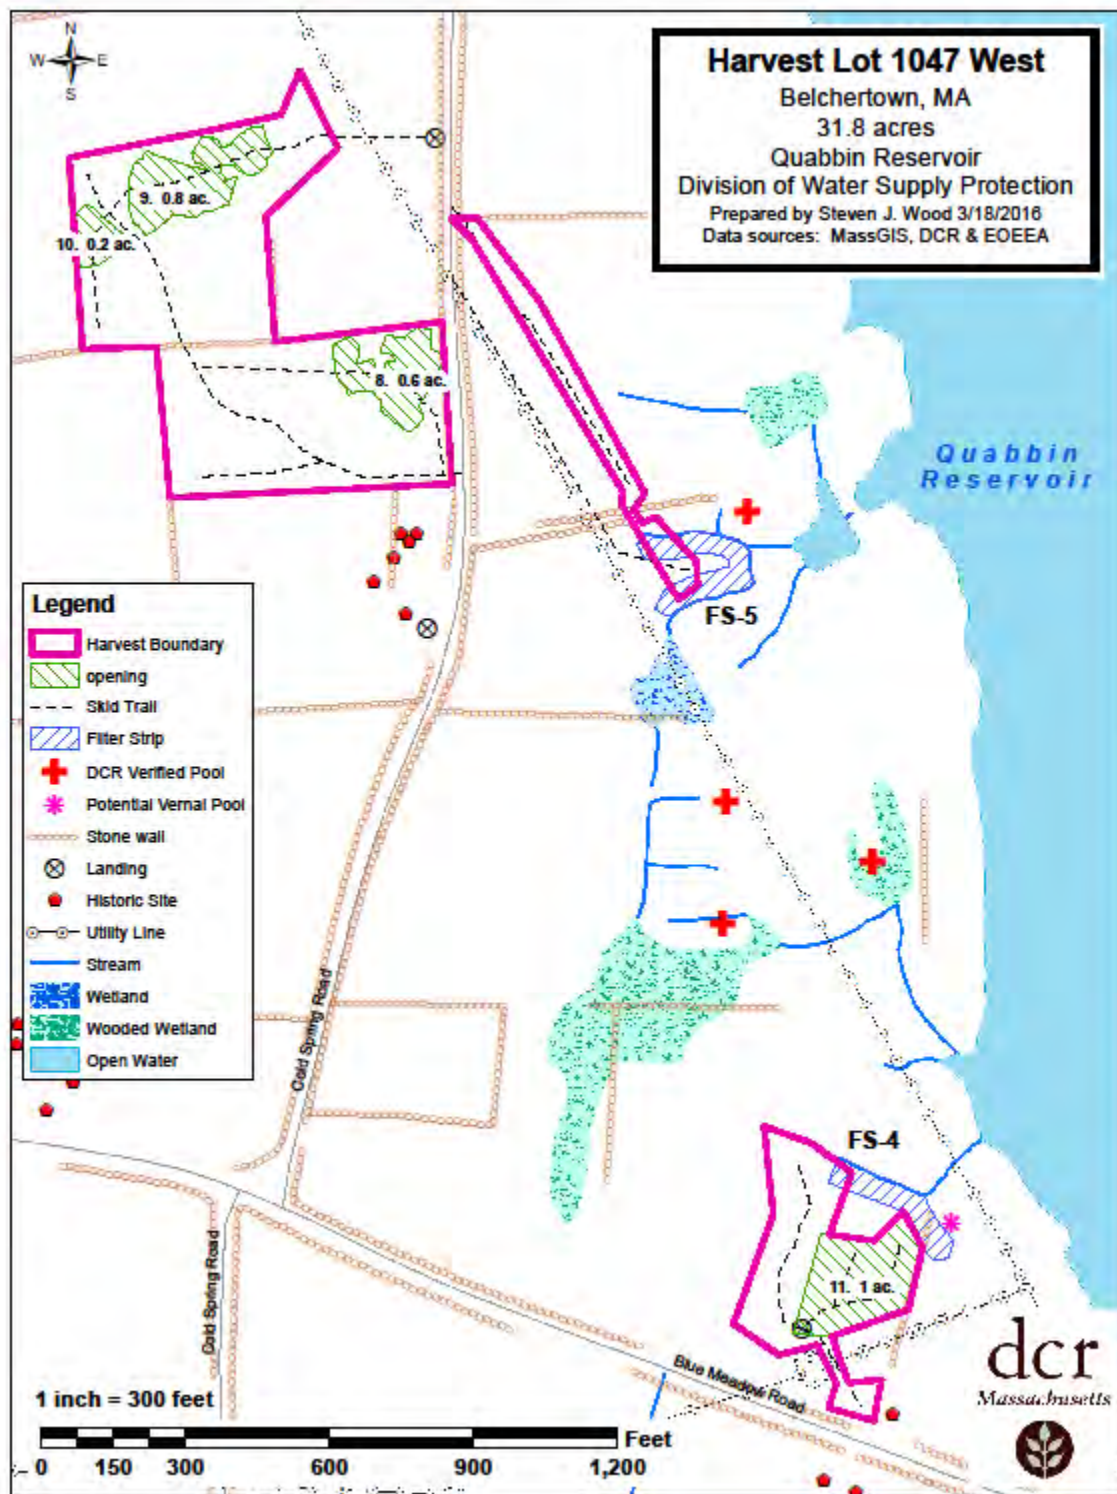 N
W E
S
Harvest Lot 1047 West
Belchertown, MA
31.8 acres
Quabbin Reservoir
Division of Water Supply Protection
Prepared by Steven J. Wood 3/18/2016
Data sources: MassGIS, DCR & EOEEA
9. 0.8 ac.
10. 0.2 ac.
8. 0.6 ac.
Quabbin
Reservoir
FS-5
Legend
Harvest Boundary
opening
Skid Trail
Filter Strip
DCR Verified Pool
Potential Vernal Pool
Stone wall
Landing
Historic Site
Utility Line
Stream
Wetland
Wooded Wetland
Open Water
Cold Spring Road
FS-4
Cold Spring Road
11. 1 ac.
Blue Meadow Road
dcr
Massachusetts
1 inch = 300 feet
Feet
0 150 300 600 900 1,200